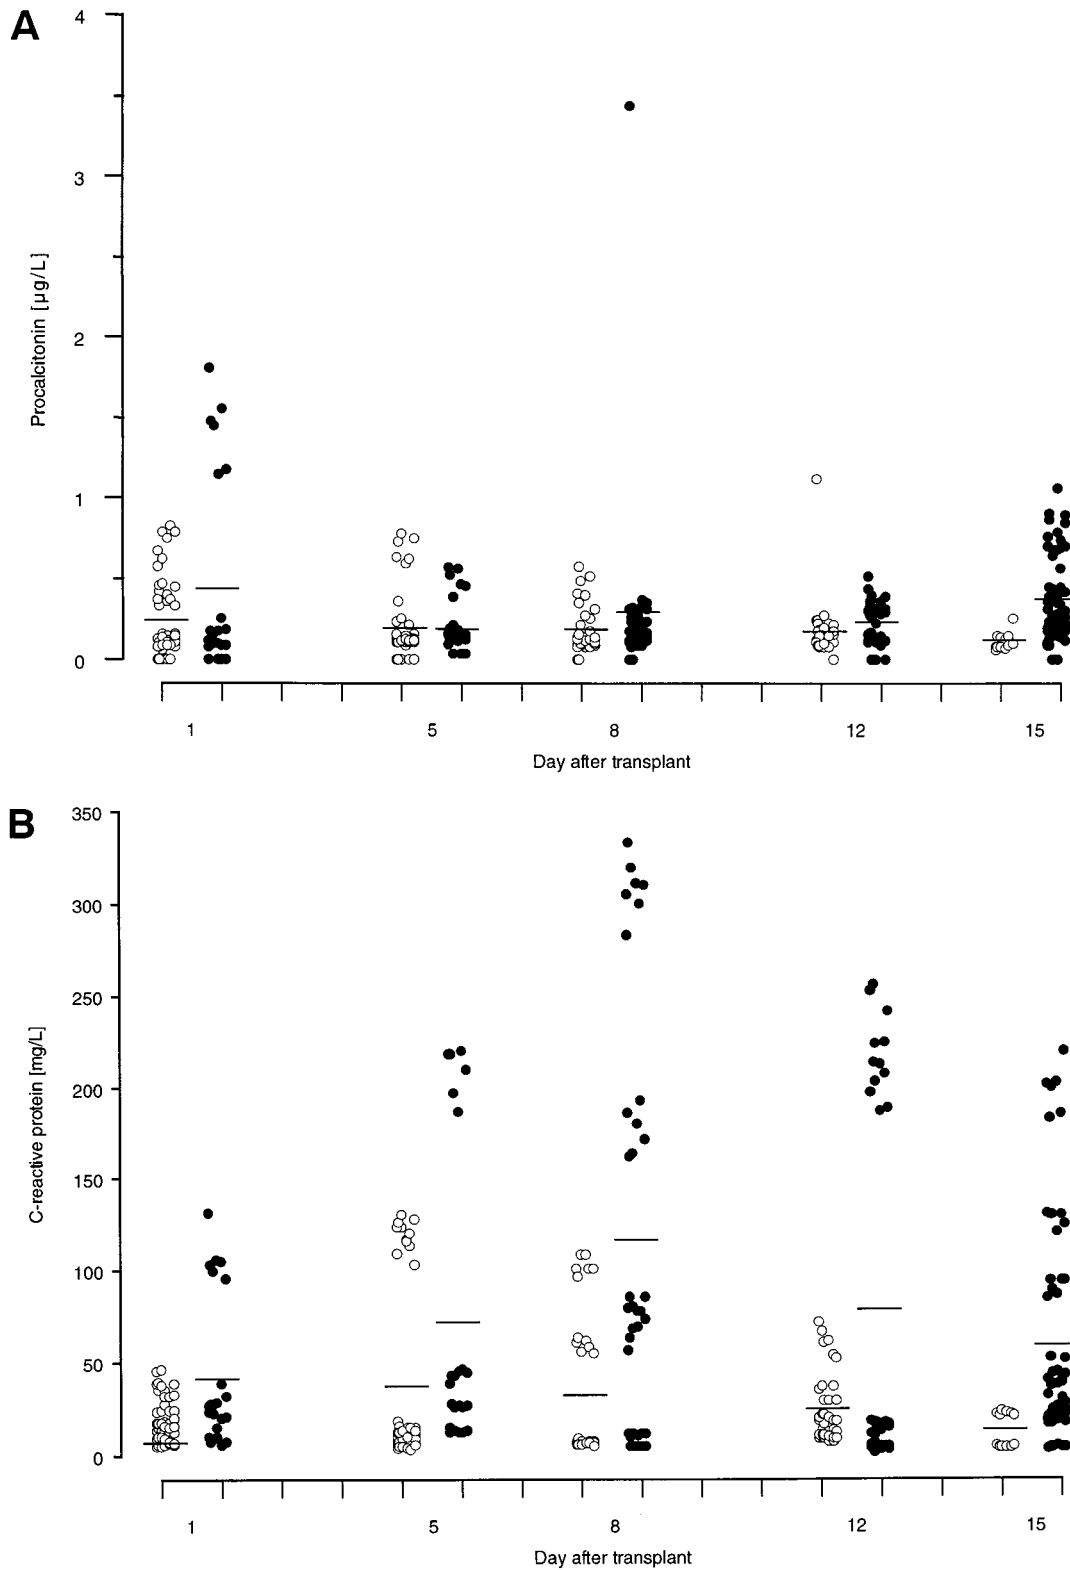 A
4
3
2
1
0
Procalcitonin [µg/L]
1 5 8 12 15
Day after transplant
B
350
300
250
200
150
100
50
0
C-reactive protein [mg/L]
1 5 8 12 15
Day after transplant